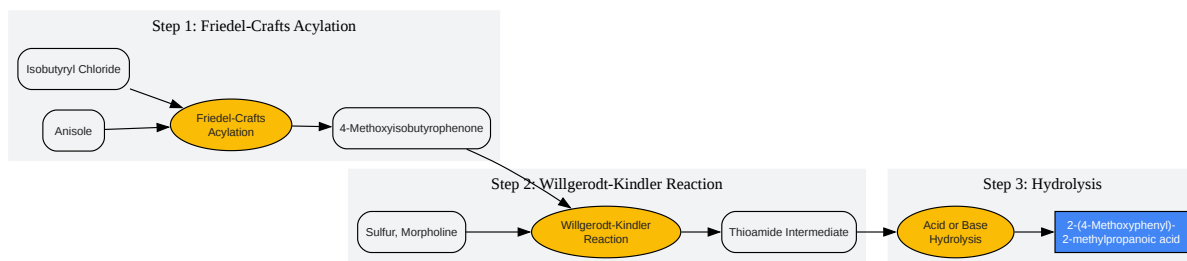 Step 1: Friedel-Crafts Acylation
Isobutyryl Chloride
Anisole
Friedel-Crafts
Acylation
4-Methoxyisobutyrophenone
Step 2: Willgerodt-Kindler Reaction
Sulfur, Morpholine
Willgerodt-Kindler
Reaction
Thioamide Intermediate
Step 3: Hydrolysis
Acid or Base
Hydrolysis
2-(4-Methoxyphenyl)-
2-methylpropanoic acid